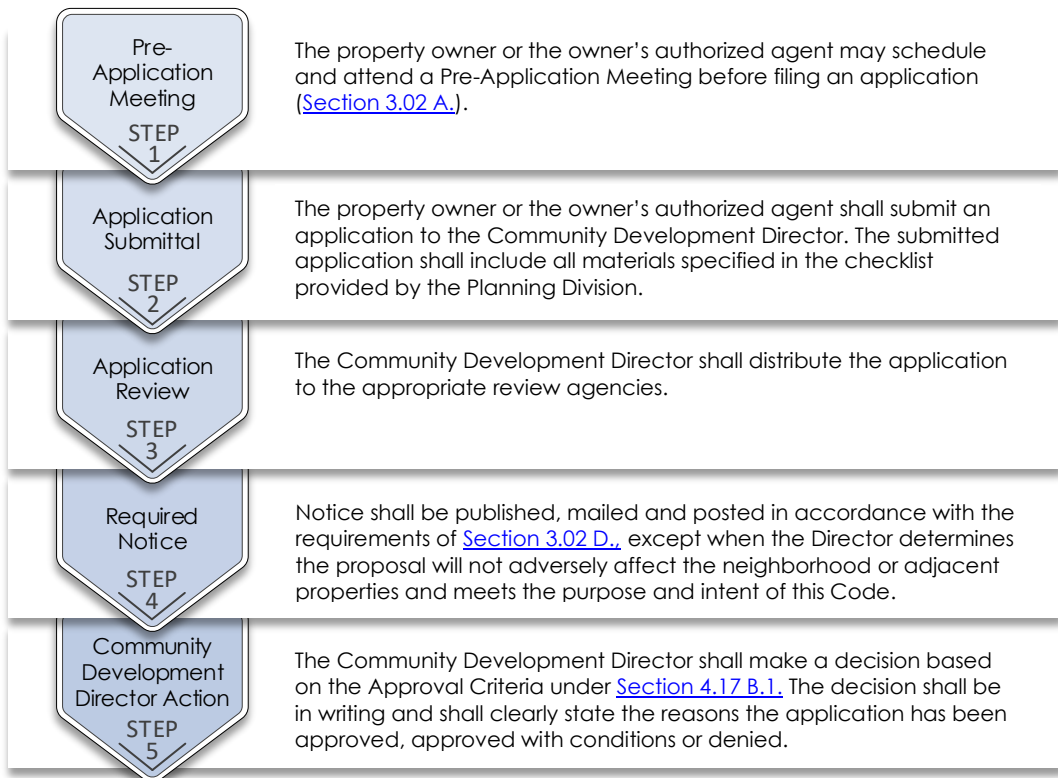 Pre-
Application
Meeting
STEP
1
The property owner or the owner’s authorized agent may schedule
and attend a Pre-Application Meeting before filing an application
(Section 3.02 A.).
Application
Submittal
STEP
2
The property owner or the owner’s authorized agent shall submit an
application to the Community Development Director. The submitted
application shall include all materials specified in the checklist
provided by the Planning Division.
Application
Review
STEP
3
The Community Development Director shall distribute the application
to the appropriate review agencies.
Required
Notice
STEP
4
Notice shall be published, mailed and posted in accordance with the
requirements of Section 3.02 D., except when the Director determines
the proposal will not adversely affect the neighborhood or adjacent
properties and meets the purpose and intent of this Code.
Community
Development
Director Action
STEP
5
The Community Development Director shall make a decision based
on the Approval Criteria under Section 4.17 B.1. The decision shall be
in writing and shall clearly state the reasons the application has been
approved, approved with conditions or denied.